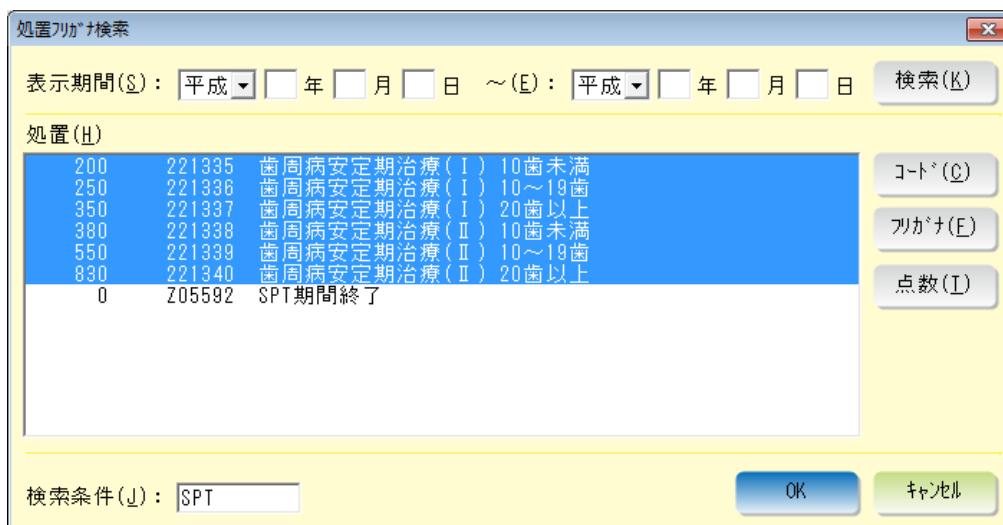 処置ﾌﾘｶﾞﾅ検索
表示期間(S)： 平成 年 月 日 ～(E)： 平成 年 月 日 検索(K)
処置(H)
200 221335 歯周病安定期治療(Ⅰ) 10歯未満
250 221336 歯周病安定期治療(Ⅰ) 10～19歯
350 221337 歯周病安定期治療(Ⅰ) 20歯以上
380 221338 歯周病安定期治療(Ⅱ) 10歯未満
550 221339 歯周病安定期治療(Ⅱ) 10～19歯
830 221340 歯周病安定期治療(Ⅱ) 20歯以上
0 Z05592 SPT期間終了
ｺｰﾄﾞ(C)
ﾌﾘｶﾞﾅ(F)
点数(T)
検索条件(J)： SPT
OK ｷｬﾝｾﾙ